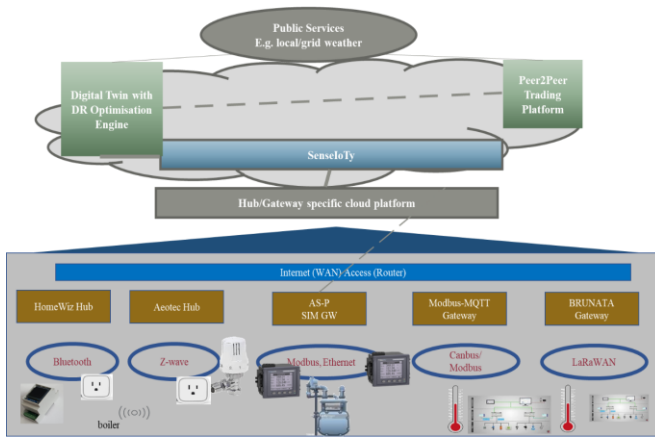 Public Services
E.g. local/grid weather
Digital Twin with
DR Optimisation
Engine
Peer2Peer
Trading
Platform
SenseIoTy
Hub/Gateway specific cloud platform
Internet (WAN) Access (Router)
HomeWiz Hub
Aeotec Hub
AS-P
SIM GW
Modbus-MQTT
Gateway
BRUNATA
Gateway
Bluetooth
Z-wave
Modbus, Ethernet
Canbus/
Modbus
LaRaWAN
boiler